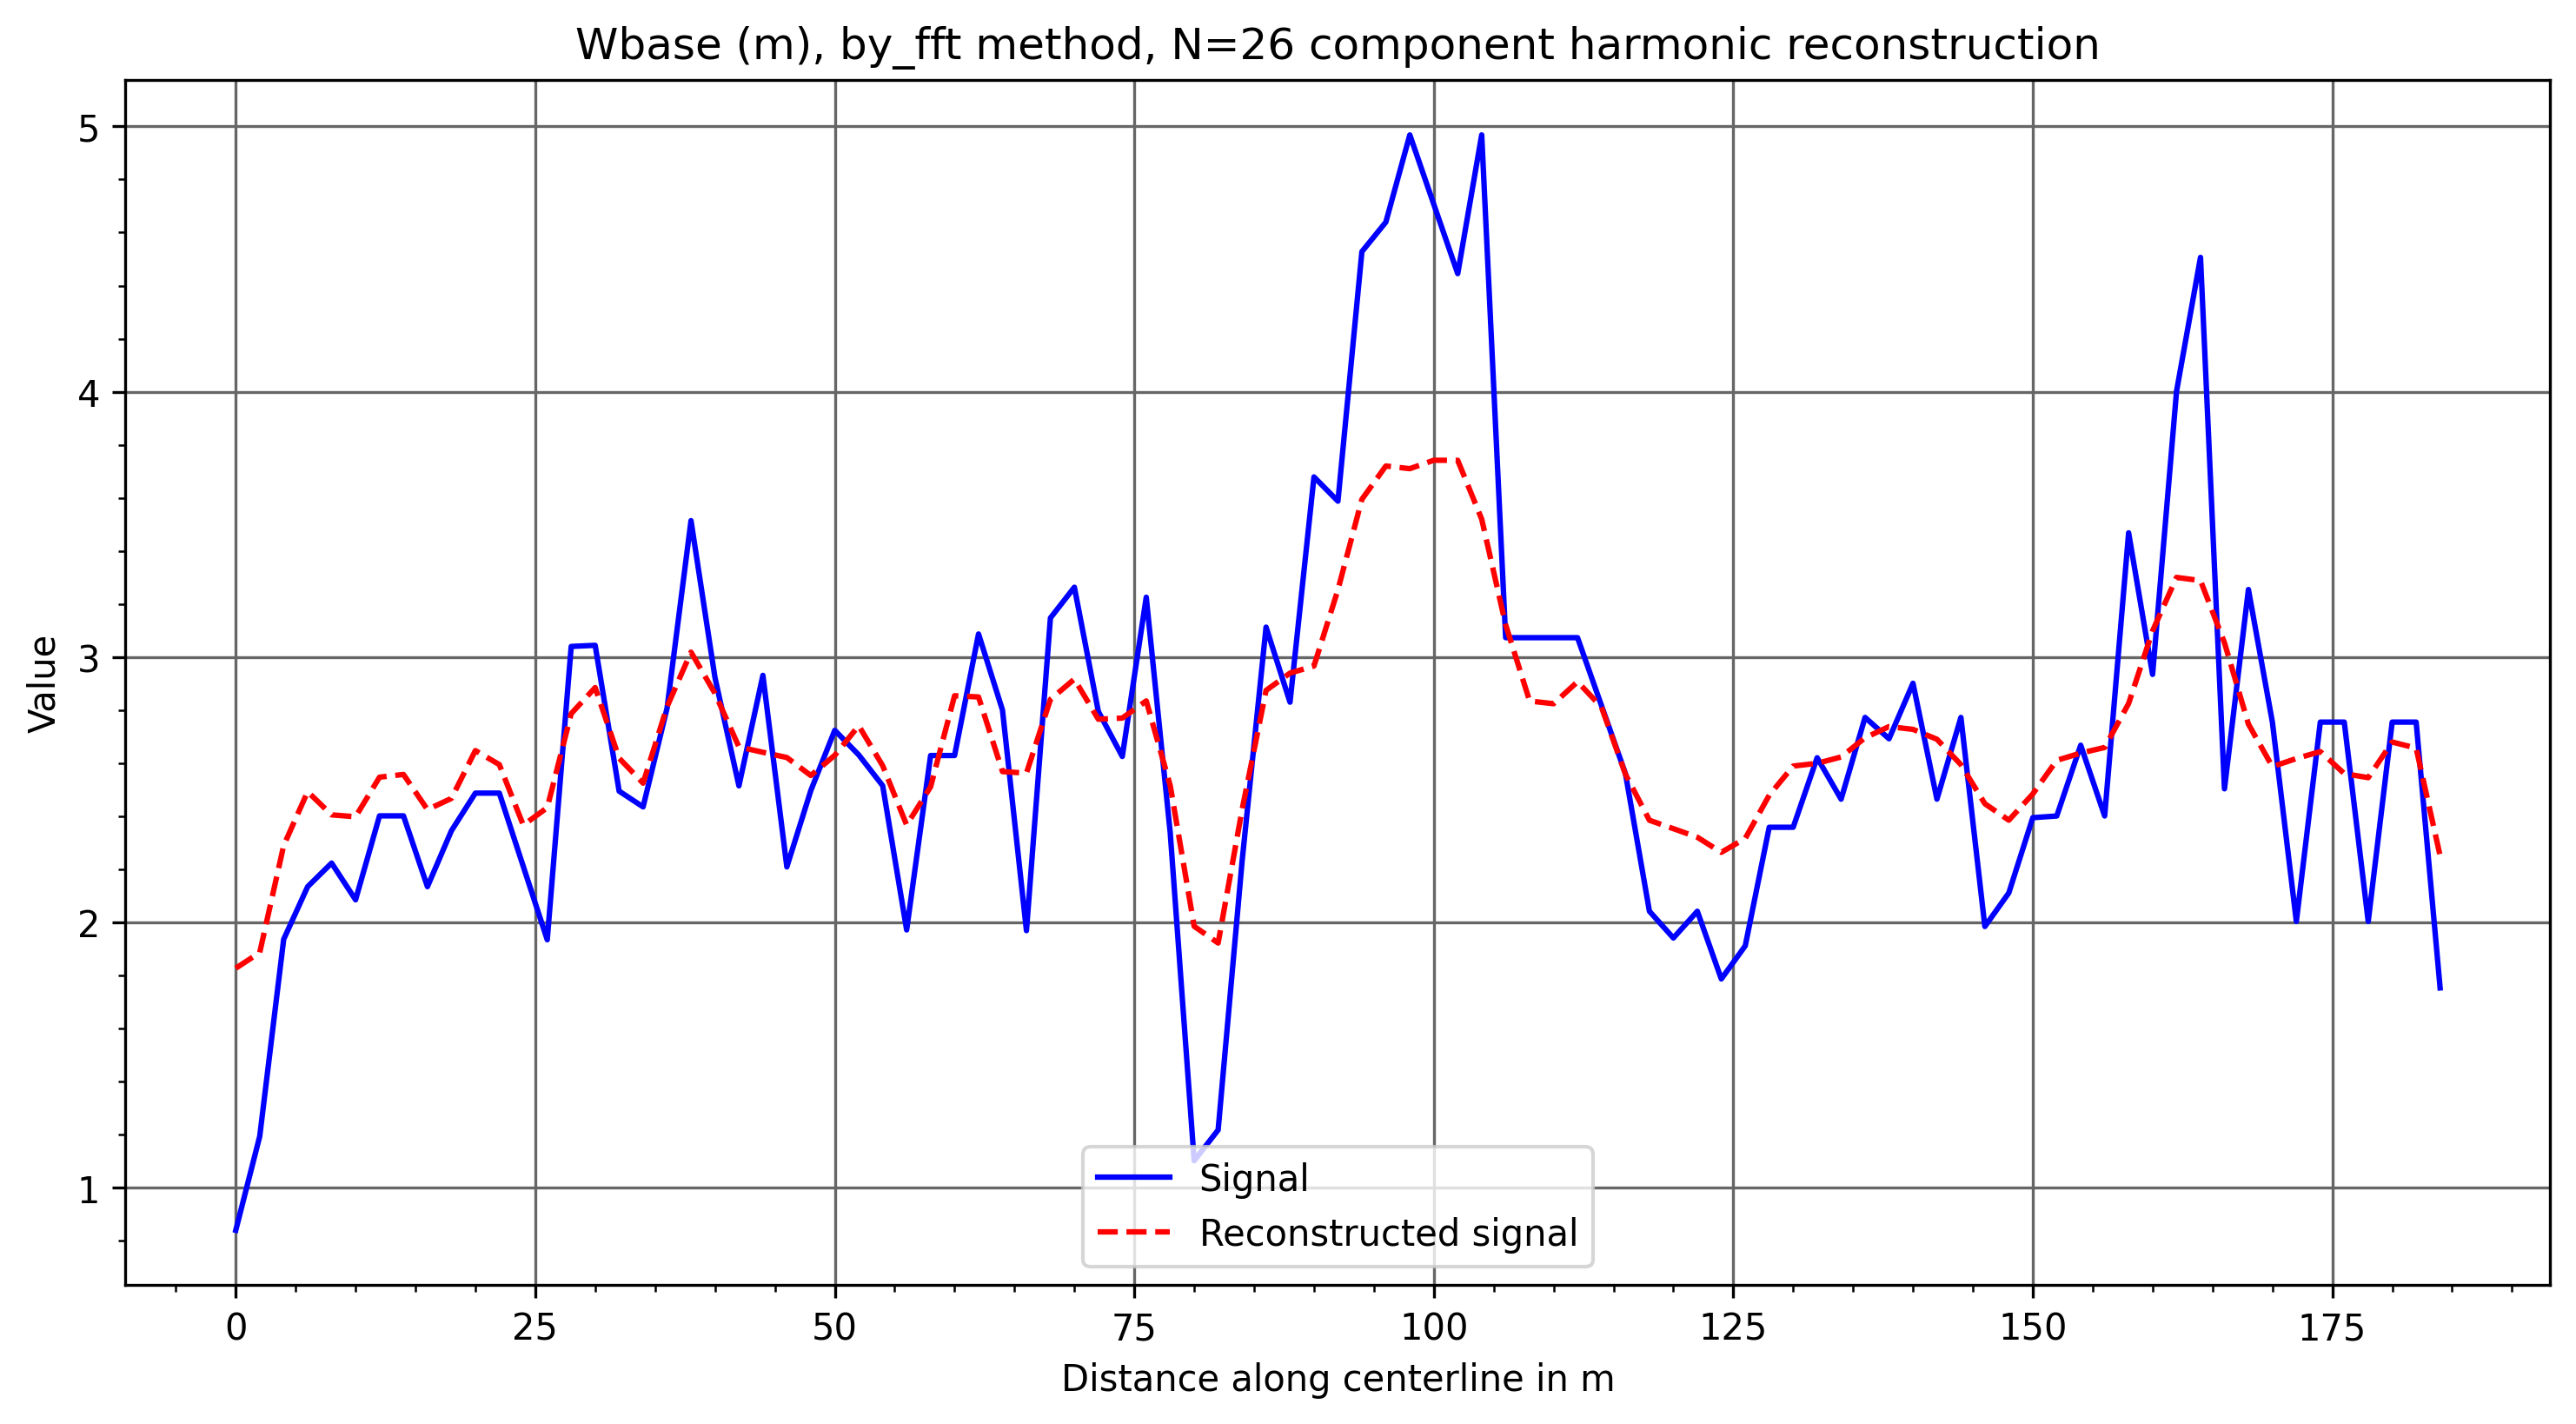 Wbase (m), by_fft method, N=26 component harmonic reconstruction
5
4
3
2
1
Value
Signal
Reconstructed signal
0 25 50 75 100 125 150 175
Distance along centerline in m